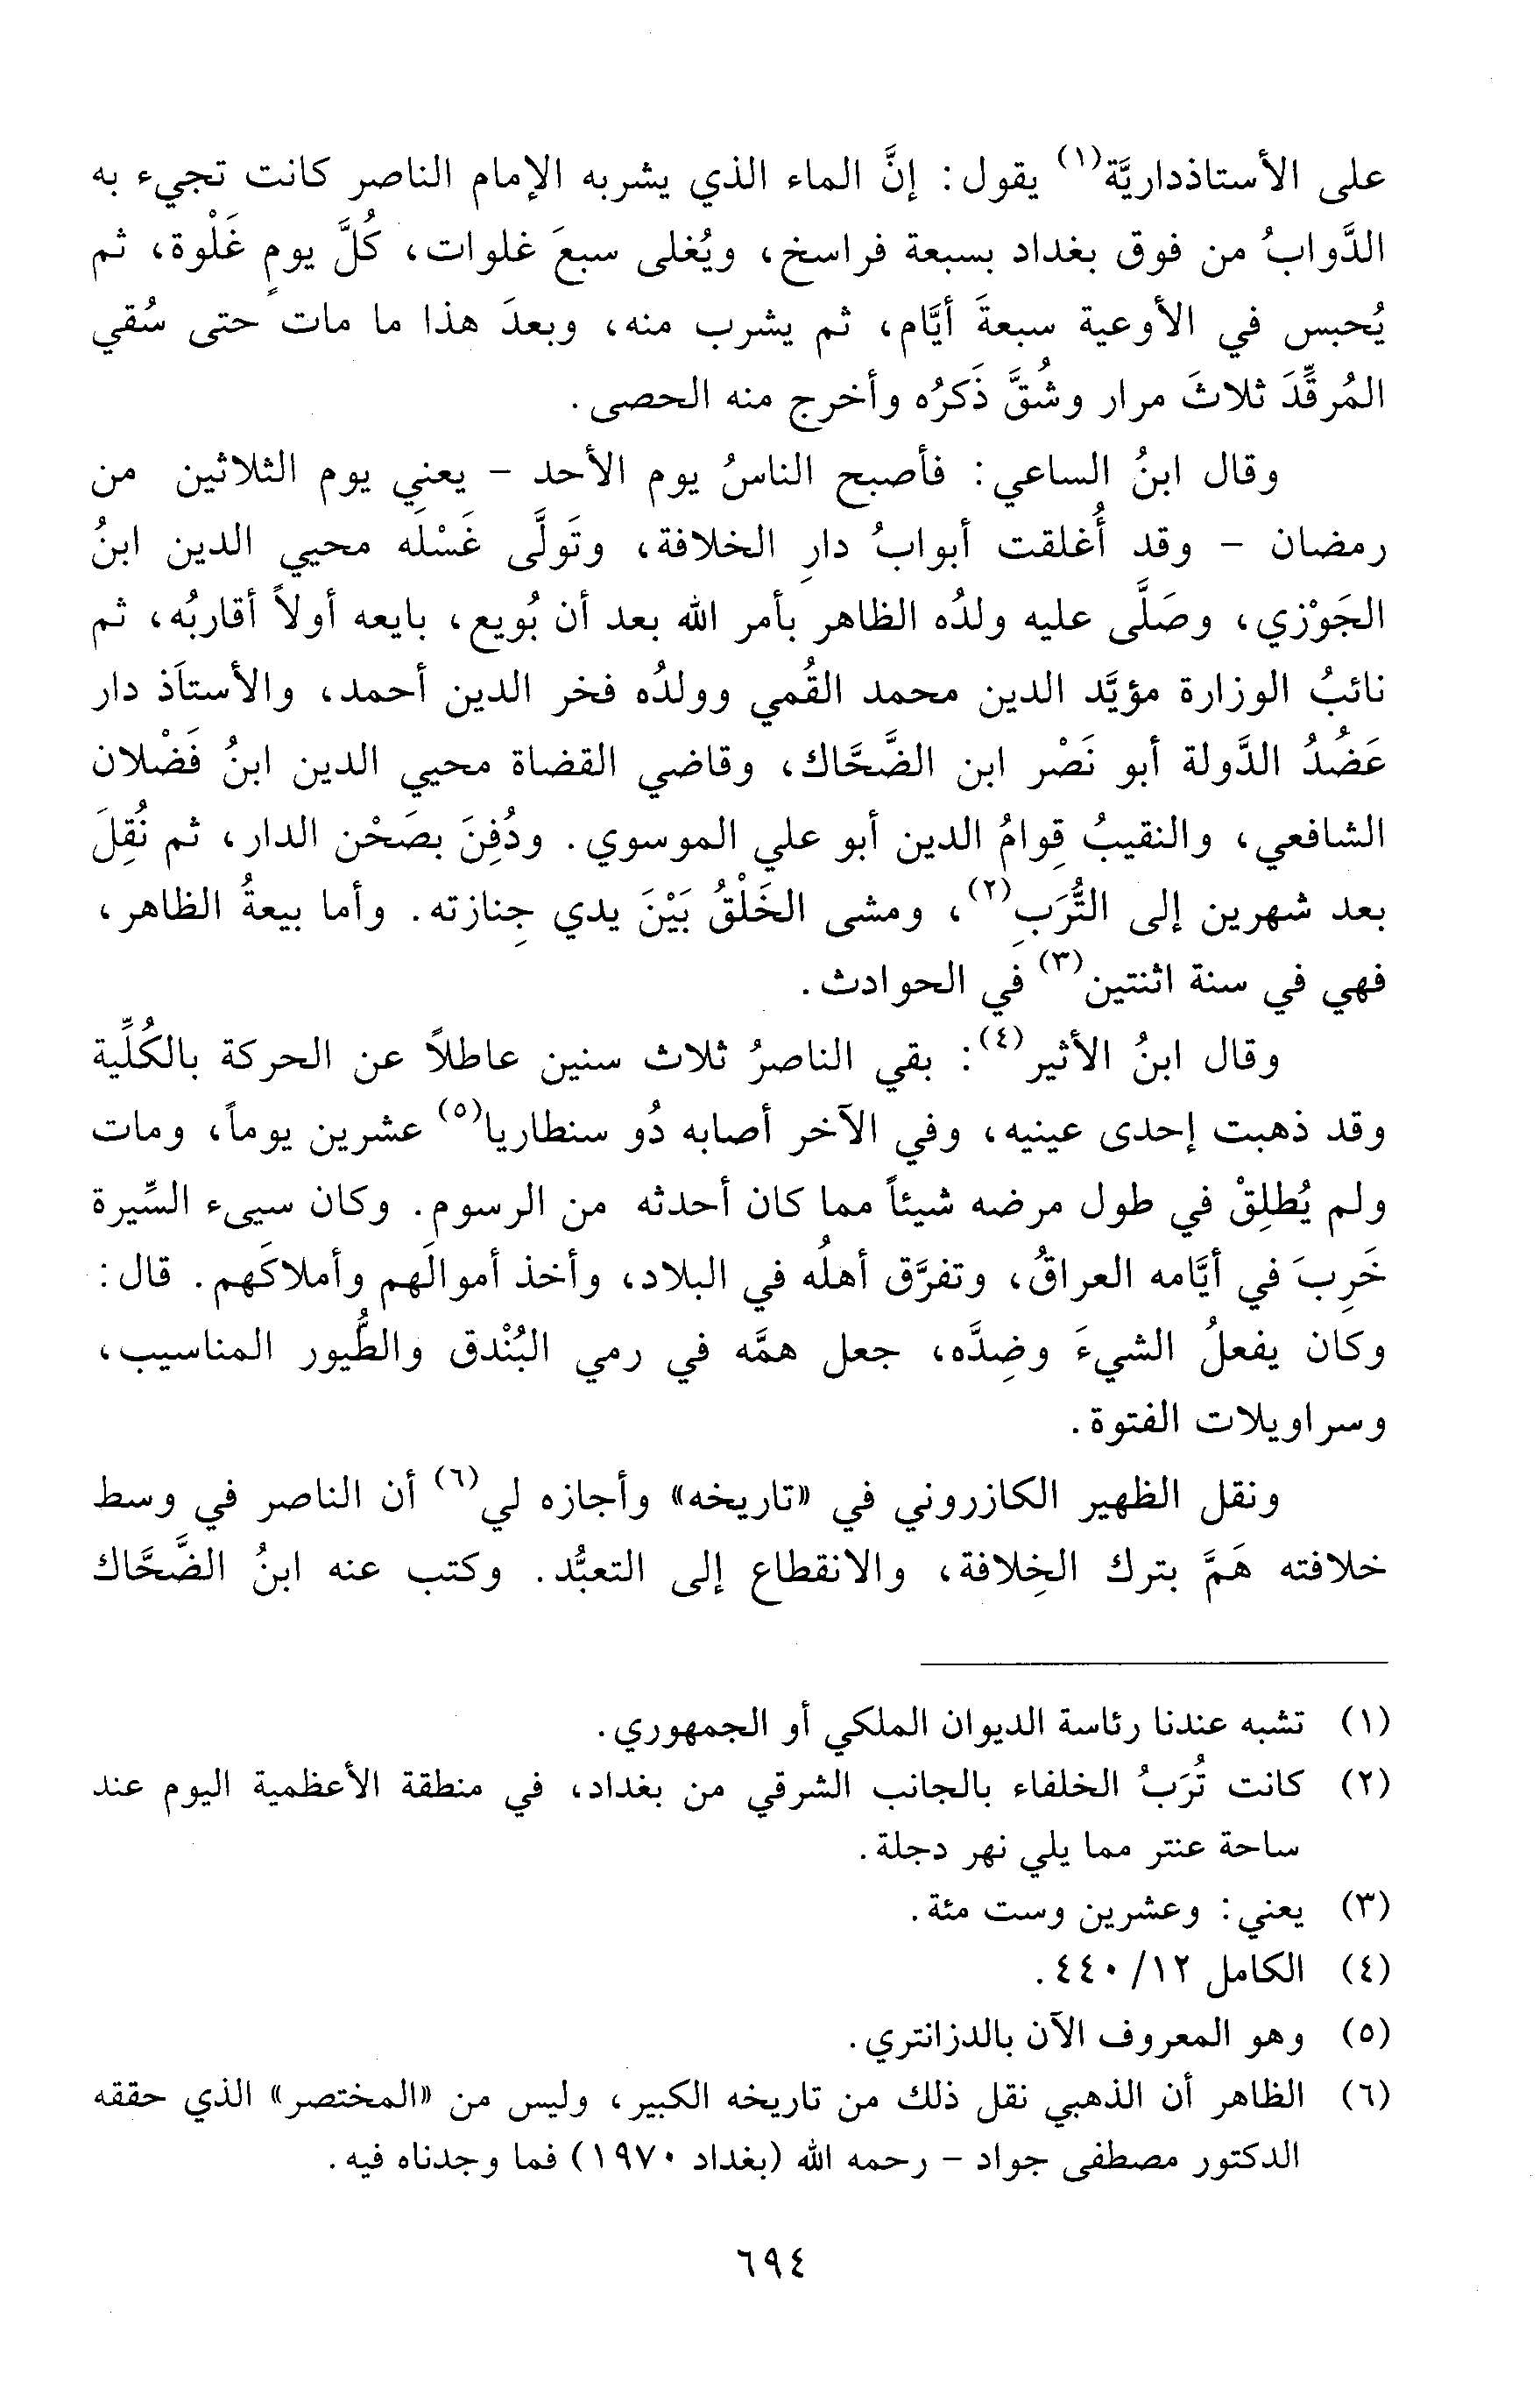 على الأستاذداريَّة(١) يقول: إنَّ الماء الذي يشربه الإمام الناصر كانت تجيء به
الدَّوابُ من فوق بغداد بسبعة فراسخ، ويُغلى سبعَ غلوات، كُلَّ يومٍ غَلْوة، ثم
يُحبس في الأوعية سبعةَ أيَّام، ثم يشرب منه، وبعدَ هذا ما مات حتى سُقي
المُرقِّدَ ثلاثَ مرار وشُقَّ ذَكرُه وأخرج منه الحصى.
وقال ابنُ الساعي: فأصبح الناسُ يوم الأحد - يعني يوم الثلاثين من
رمضان - وقد أُغلقت أبوابُ دارِ الخلافة، وتَولَّى غَسْلَه محيي الدين ابنُ
الجَوْزي، وصَلَّى عليه ولدُه الظاهر بأمر الله بعد أن بُويع، بايعه أولاً أقاربُه، ثم
نائبُ الوزارة مؤيَّد الدين محمد القُمي وولدُه فخر الدين أحمد، والأستاَذ دار
عَضُدُ الدَّولة أبو نَصْر ابن الضَّحَّاك، وقاضي القضاة محيي الدين ابنُ فَضْلان
الشافعي، والنقيبُ قِوامُ الدين أبو علي الموسوي. ودُفِنَ بصَحْن الدار، ثم نُقِلَ
بعد شهرين إلى التُّرَبِ(٢)، ومشى الخَلْقُ بَيْنَ يدي جِنازته. وأما بيعةُ الظاهر،
فهي في سنة اثنتين(٣) في الحوادث.
وقال ابنُ الأثير(٤): بقي الناصرُ ثلاث سنين عاطلاً عن الحركة بالكُلِّية
وقد ذهبت إحدى عينيه، وفي الآخر أصابه دُو سنطاريا(٥) عشرين يوماً، ومات
ولم يُطلِقْ في طول مرضه شيئاً مما كان أحدثه من الرسوم. وكان سيىء السِّيرة
خَرِبَ في أيَّامه العراقُ، وتفرَّق أهلُه في البلاد، وأخذ أموالَهم وأملاكَهم. قال:
وكان يفعلُ الشيءَ وضِدَّه، جعل همَّه في رمي البُنْدق والطُّيور المناسيب،
وسراويلات الفتوة.
ونقل الظهير الكازروني في «تاريخه» وأجازه لي(٦) أن الناصر في وسط
خلافته هَمَّ بترك الخِلافة، والانقطاع إلى التعبُّد. وكتب عنه ابنُ الضَّحَّاك
(١) تشبه عندنا رئاسة الديوان الملكي أو الجمهوري.
(٢) كانت تُرَبُ الخلفاء بالجانب الشرقي من بغداد، في منطقة الأعظمية اليوم عند
ساحة عنتر مما يلي نهر دجلة.
(٣) يعني: وعشرين وست مئة.
(٤) الكامل ١٢/ ٤٤٠.
(٥) وهو المعروف الآن بالدزانتري.
(٦) الظاهر أن الذهبي نقل ذلك من تاريخه الكبير، وليس من «المختصر» الذي حققه
الدكتور مصطفى جواد - رحمه الله (بغداد ١٩٧٠) فما وجدناه فيه.
٦٩٤